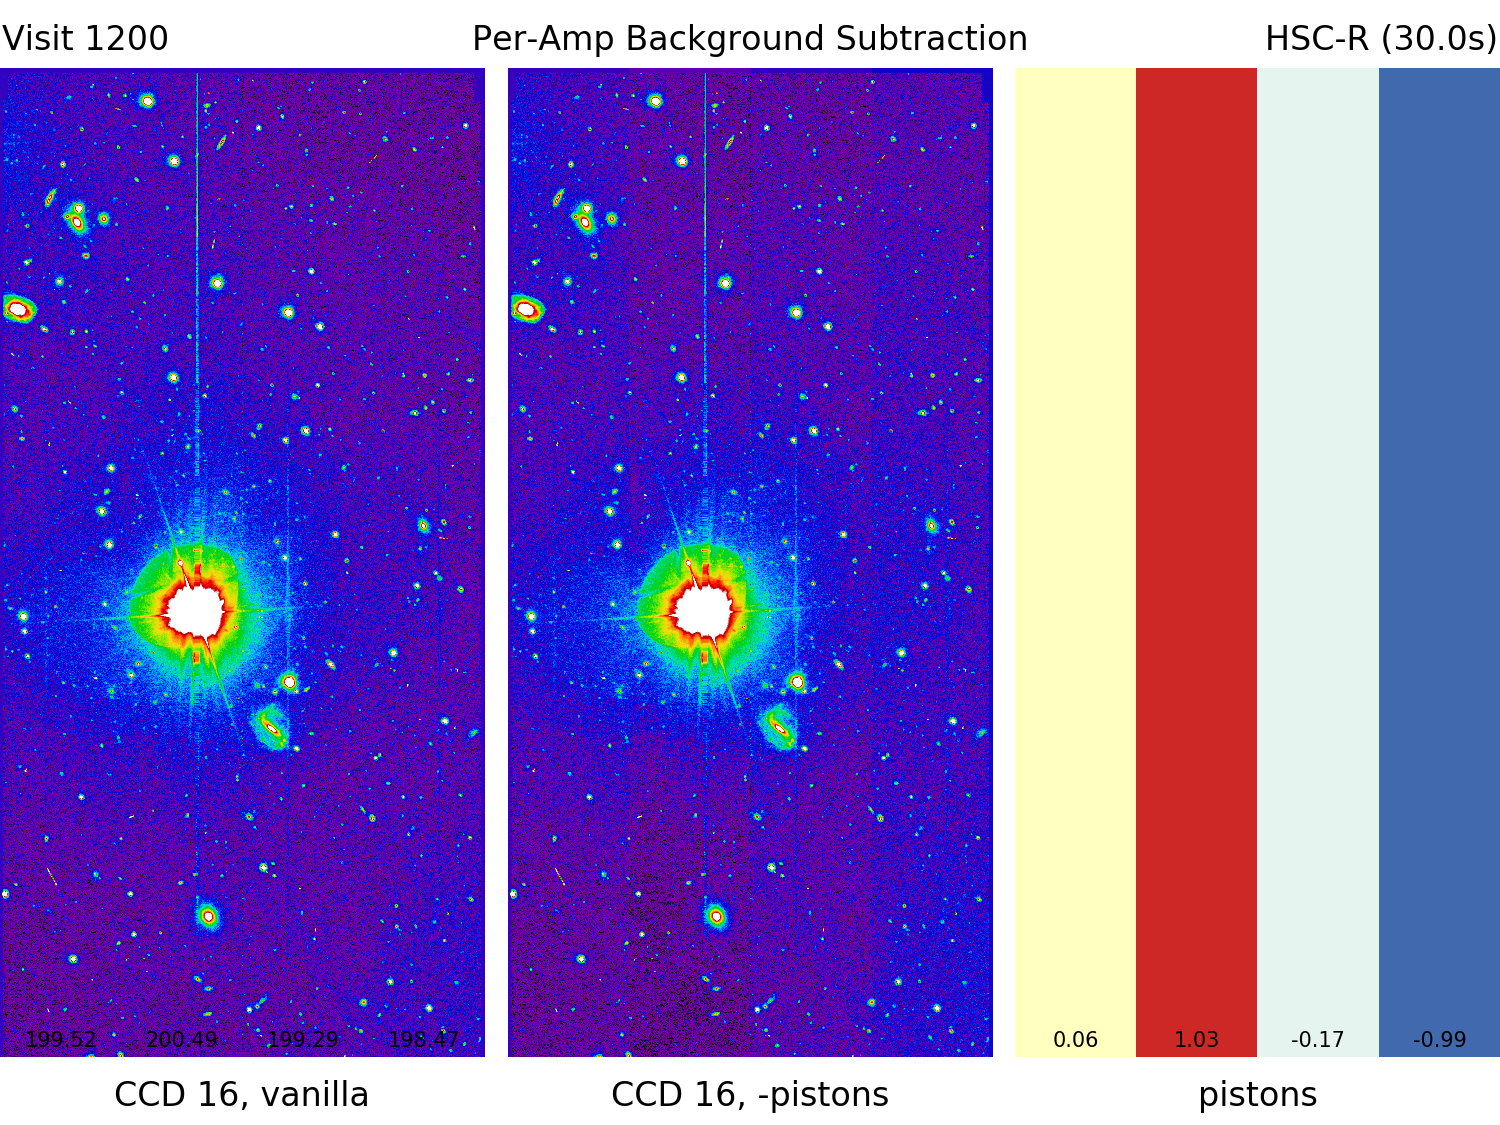 Visit 1200 Per-Amp Background Subtraction HSC-R (30.0s)
199.52 200.49 199.29 198.47 0.06 1.03 -0.17 -0.99
CCD 16, vanilla CCD 16, -pistons pistons